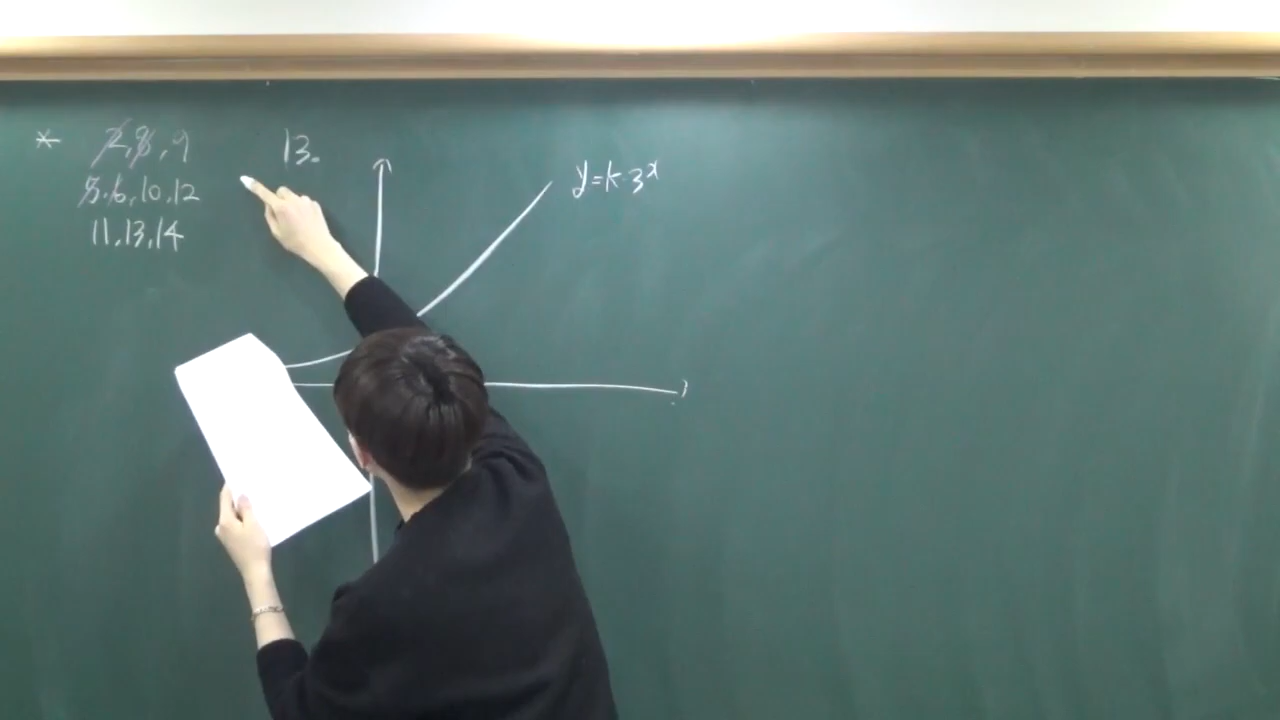 * 2, 8, 9
5, 6, 10, 12
11, 13, 14
13.
y=k·3^x